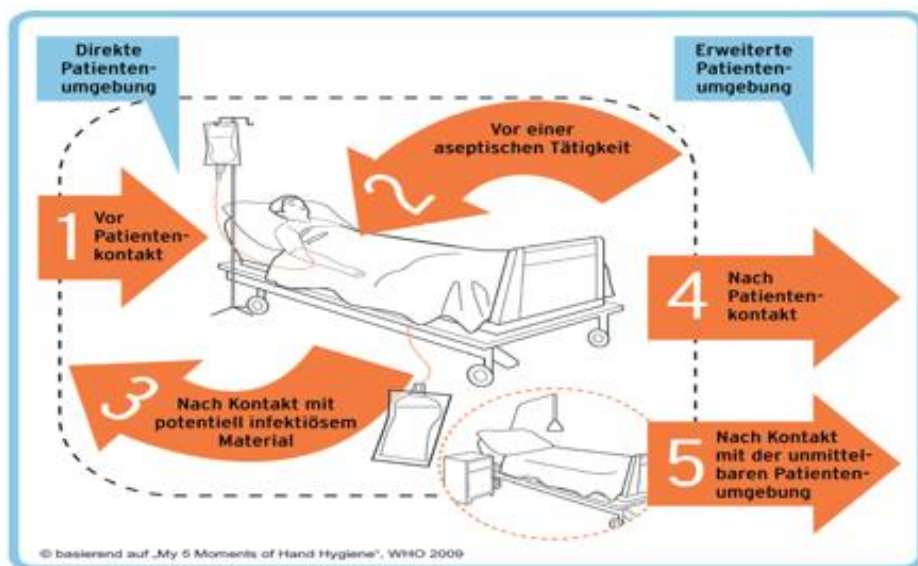 Direkte
Patienten-
umgebung
Erweiterte
Patienten-
umgebung
Vor einer
aseptischen Tätigkeit
2
1
Vor
Patienten-
kontakt
4
Nach
Patienten-
kontakt
3
Nach Kontakt mit
potentiell infektiösem
Material
5
Nach Kontakt
mit der unmittel-
baren Patienten-
umgebung
© basierend auf „My 5 Moments of Hand Hygiene", WHO 2009